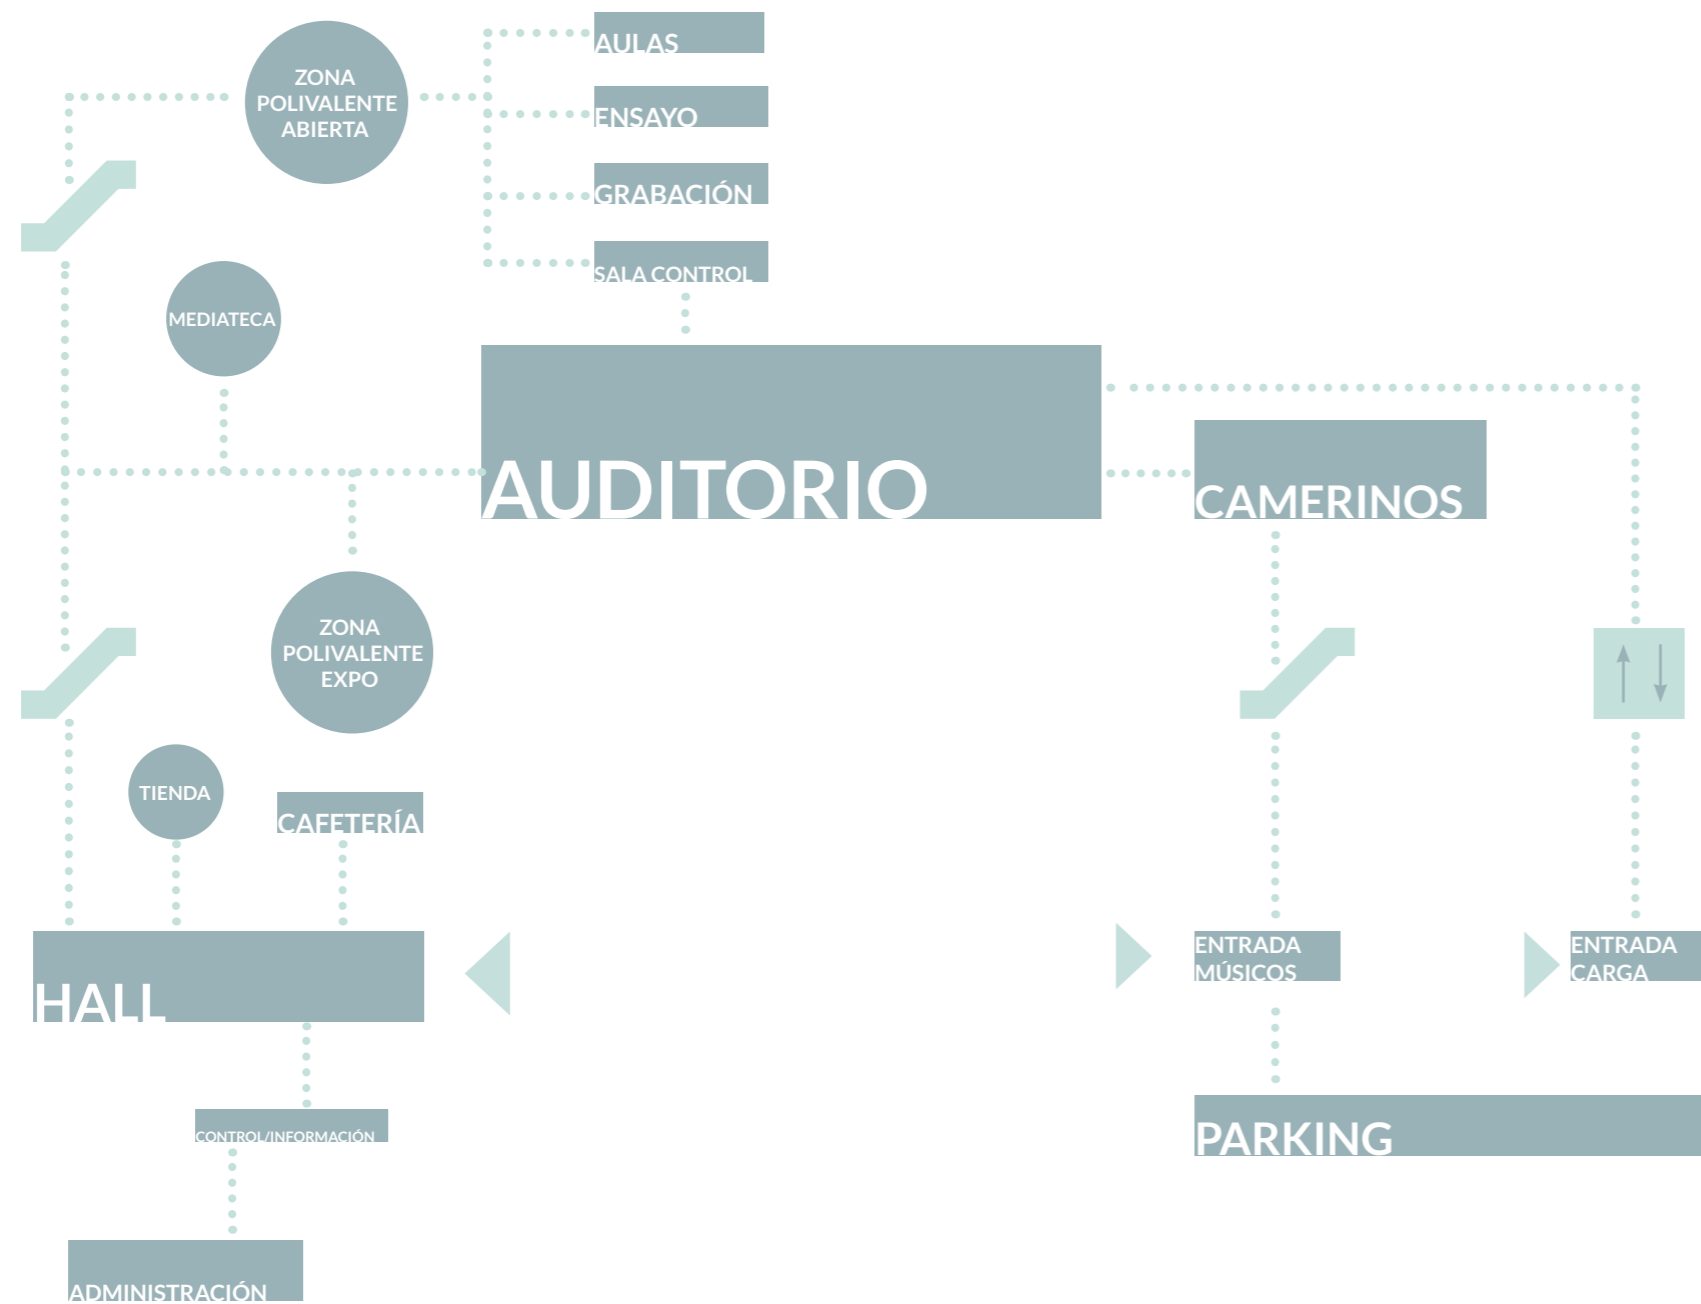 AULAS
ZONA
POLIVALENTE
ABIERTA
ENSAYO
GRABACIÓN
SALA CONTROL
MEDIATECA
AUDITORIO
CAMERINOS
ZONA
POLIVALENTE
EXPO
TIENDA
CAFETERÍA
HALL
ENTRADA
MÚSICOS
ENTRADA
CARGA
CONTROL/INFORMACIÓN
PARKING
ADMINISTRACIÓN